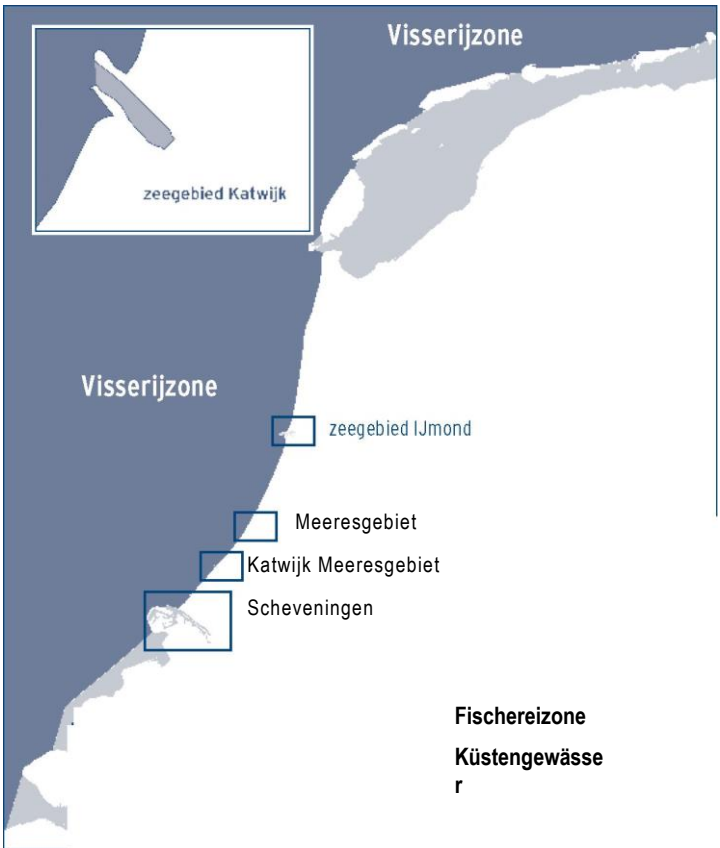 Visserijzone
zeegebied Katwijk
Visserijzone
zeegebied IJmond
Meeresgebiet
Katwijk Meeresgebiet
Scheveningen
Fischereizone
Küstengewässe
r